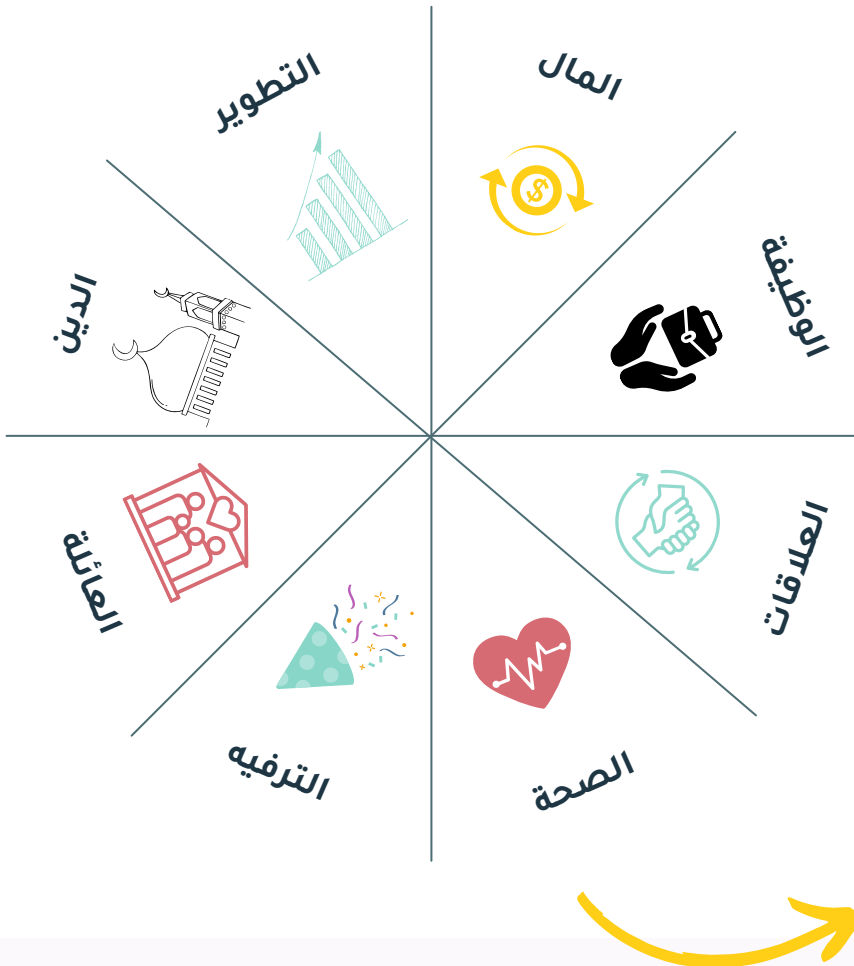 المال
الوظيفة
العلاقات
الصحة
الترفيه
العائلة
الدين
التطوير
$